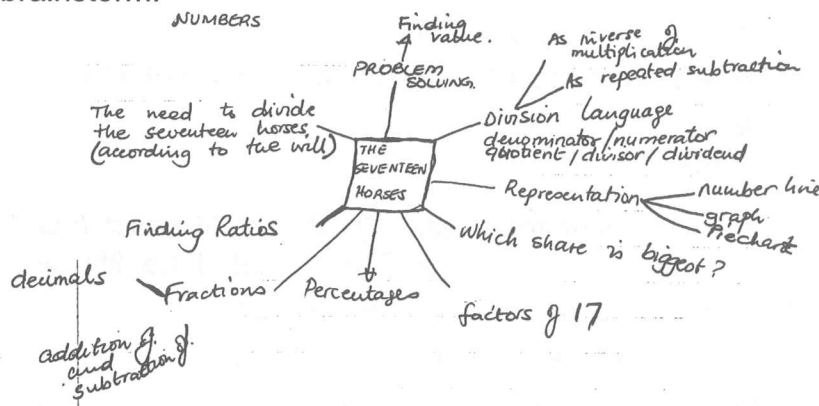 brainstorm.
NUMBERS
Finding
value.
PROBLEM
SOLVING.
As inverse of
multiplication
As repeated subtraction
The need to divide
the seventeen horses,
(according to the will)
Division Language
denominator/numerator
quotient/divisor/dividend
THE
SEVENTEEN
HORSES
Representation
number line
graph
Piechart
Finding Ratios
Which share is biggest?
decimals
Fractions
Percentages
factors of 17
addition of.
and
subtraction of.